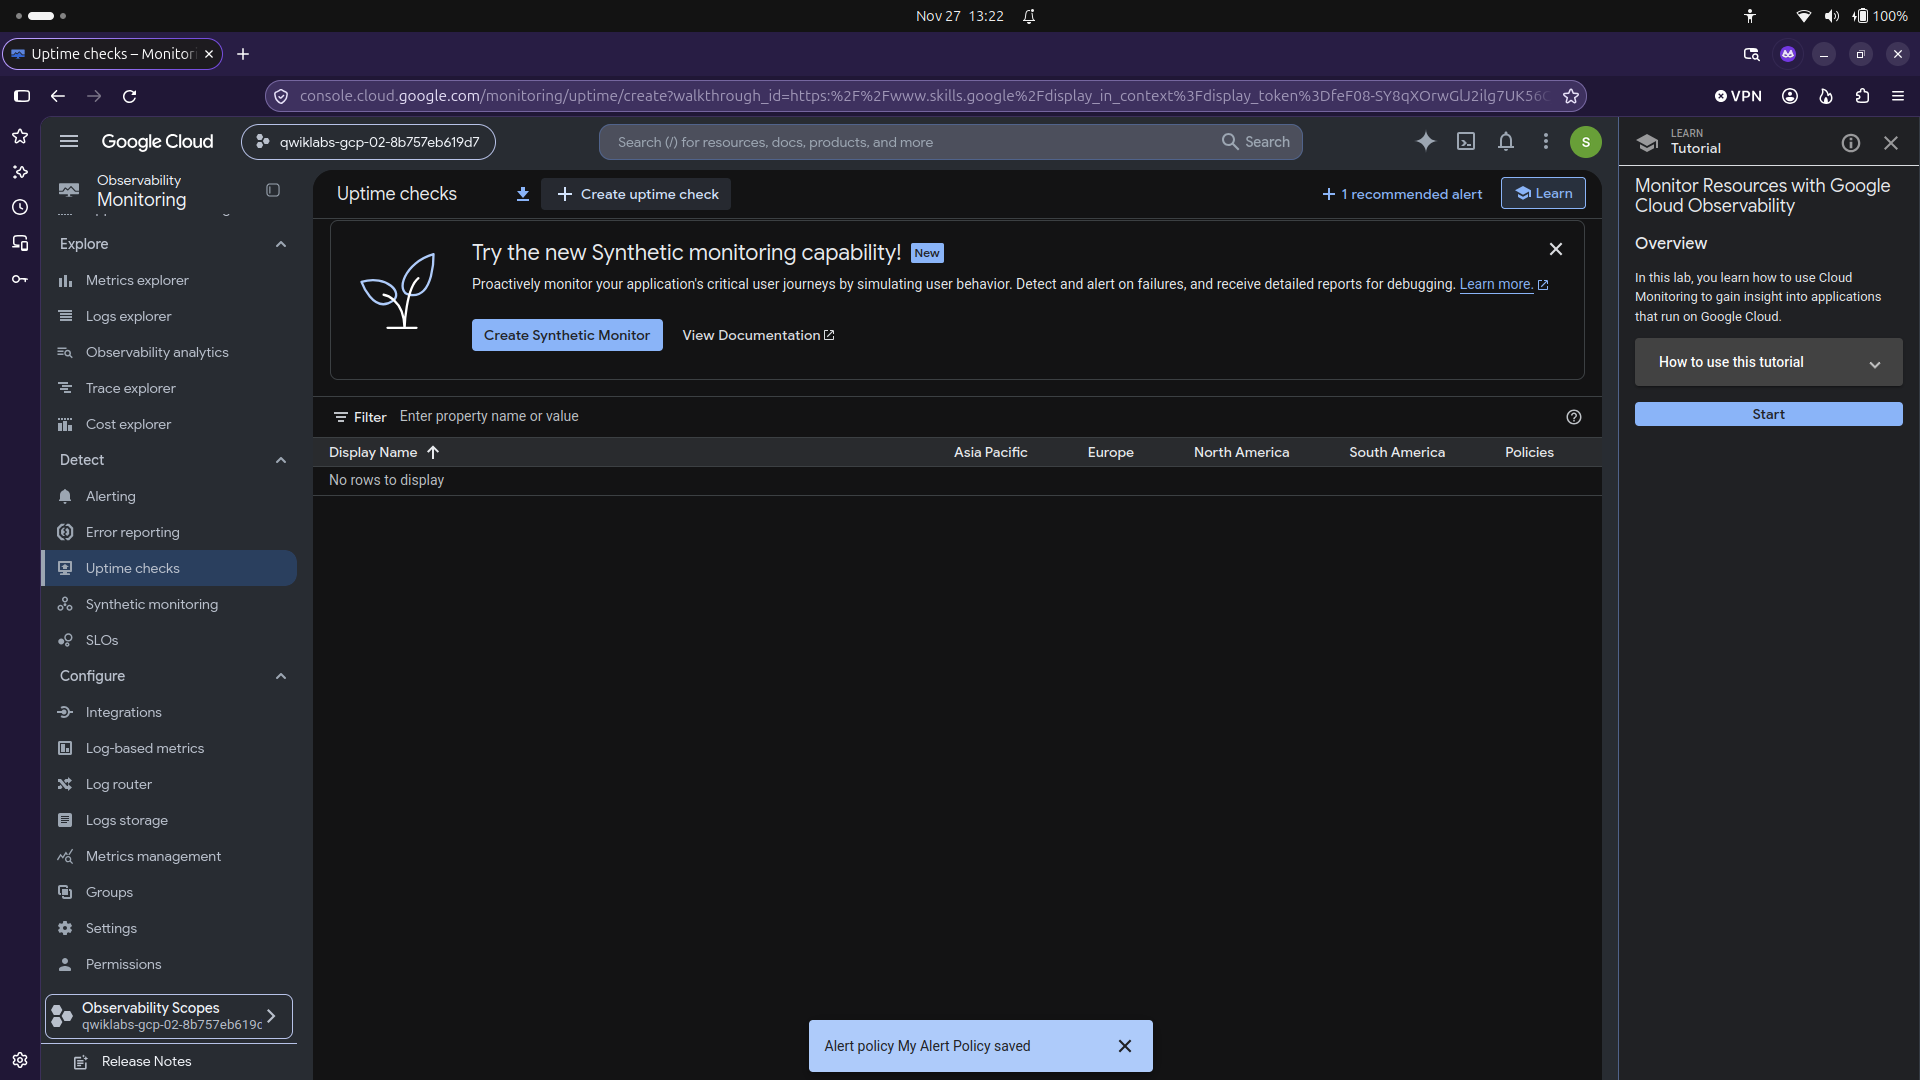 Nov 27 13:22
100%
Uptime checks – Monitor
console.cloud.google.com/monitoring/uptime/create?walkthrough_id=https:%2F%2Fwww.skills.google%2Fdisplay_in_context%3Fdisplay_token%3DfeF08-SY8qXOrwGlJ2ilg7UK56
VPN
Google Cloud
qwiklabs-gcp-02-8b757eb619d7
Search (/) for resources, docs, products, and more
Search
S
LEARN
Tutorial
Observability
Monitoring
Explore
Metrics explorer
Logs explorer
Observability analytics
Trace explorer
Cost explorer
Detect
Alerting
Error reporting
Uptime checks
Synthetic monitoring
SLOs
Configure
Integrations
Log-based metrics
Log router
Logs storage
Metrics management
Groups
Settings
Permissions
Observability Scopes
qwiklabs-gcp-02-8b757eb619d
Release Notes
Uptime checks
Create uptime check
1 recommended alert
Learn
Try the new Synthetic monitoring capability!
New
Proactively monitor your application's critical user journeys by simulating user behavior. Detect and alert on failures, and receive detailed reports for debugging. Learn more.
Create Synthetic Monitor
View Documentation
Filter
Enter property name or value
Display Name
Asia Pacific
Europe
North America
South America
Policies
No rows to display
Alert policy My Alert Policy saved
Monitor Resources with Google
Cloud Observability
Overview
In this lab, you learn how to use Cloud
Monitoring to gain insight into applications
that run on Google Cloud.
How to use this tutorial
Start